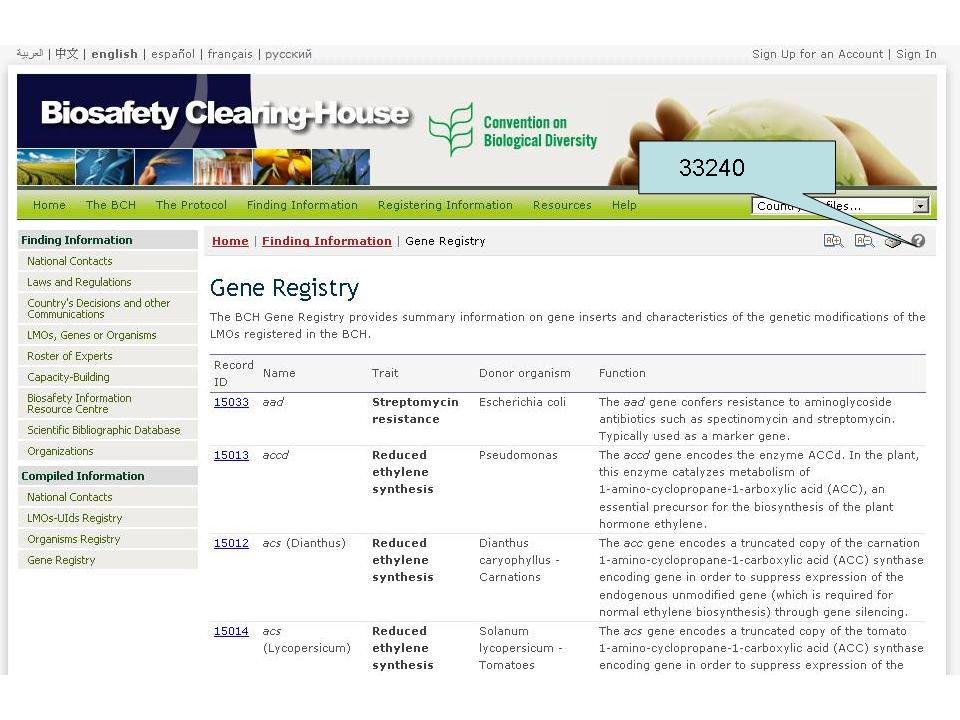 العربية | 中文 | english | español | français | русский
Sign Up for an Account | Sign In
Biosafety Clearing-House
Convention on
Biological Diversity
33240
Home The BCH The Protocol Finding Information Registering Information Resources Help
Finding Information
National Contacts
Laws and Regulations
Country's Decisions and other
Communications
LMOs, Genes or Organisms
Roster of Experts
Capacity-Building
Biosafety Information
Resource Centre
Scientific Bibliographic Database
Organizations
Compiled Information
National Contacts
LMOs-UIds Registry
Organisms Registry
Gene Registry
Home | Finding Information | Gene Registry
Gene Registry
The BCH Gene Registry provides summary information on gene inserts and characteristics of the genetic modifications of the
LMOs registered in the BCH.
Record
ID
Name Trait Donor organism Function
15033 aad Streptomycin Escherichia coli The aad gene confers resistance to aminoglycoside
resistance antibiotics such as spectinomycin and streptomycin.
Typically used as a marker gene.
15013 accd Reduced Pseudomonas The accd gene encodes the enzyme ACCd. In the plant,
ethylene this enzyme catalyzes metabolism of
synthesis 1-amino-cyclopropane-1-arboxylic acid (ACC), an
essential precursor for the biosynthesis of the plant
hormone ethylene.
15012 acs (Dianthus) Reduced Dianthus The acc gene encodes a truncated copy of the carnation
ethylene caryophyllus - 1-amino-cyclopropane-1-carboxylic acid (ACC) synthase
synthesis Carnations encoding gene in order to suppress expression of the
endogenous unmodified gene (which is required for
normal ethylene biosynthesis) through gene silencing.
15014 acs Reduced Solanum The acs gene encodes a truncated copy of the tomato
(Lycopersicum) ethylene lycopersicum - 1-amino-cyclopropane-1-carboxylic acid (ACC) synthase
synthesis Tomatoes encoding gene in order to suppress expression of the